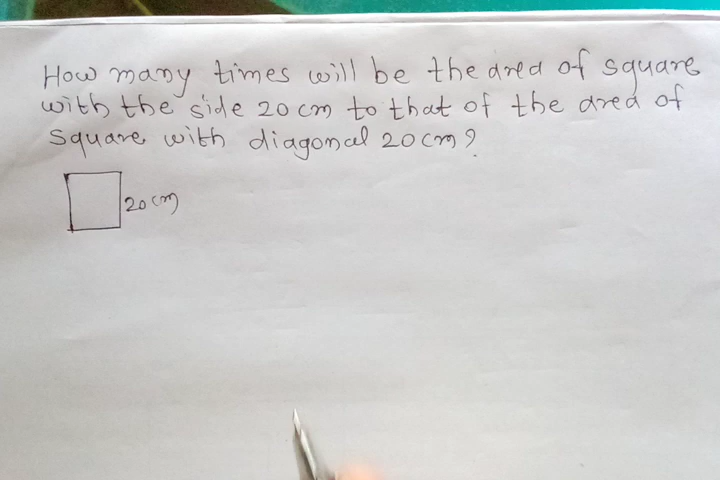 How many times will be the area of square
with the side 20 cm to that of the area of
square with diagonal 20 cm?
20 cm